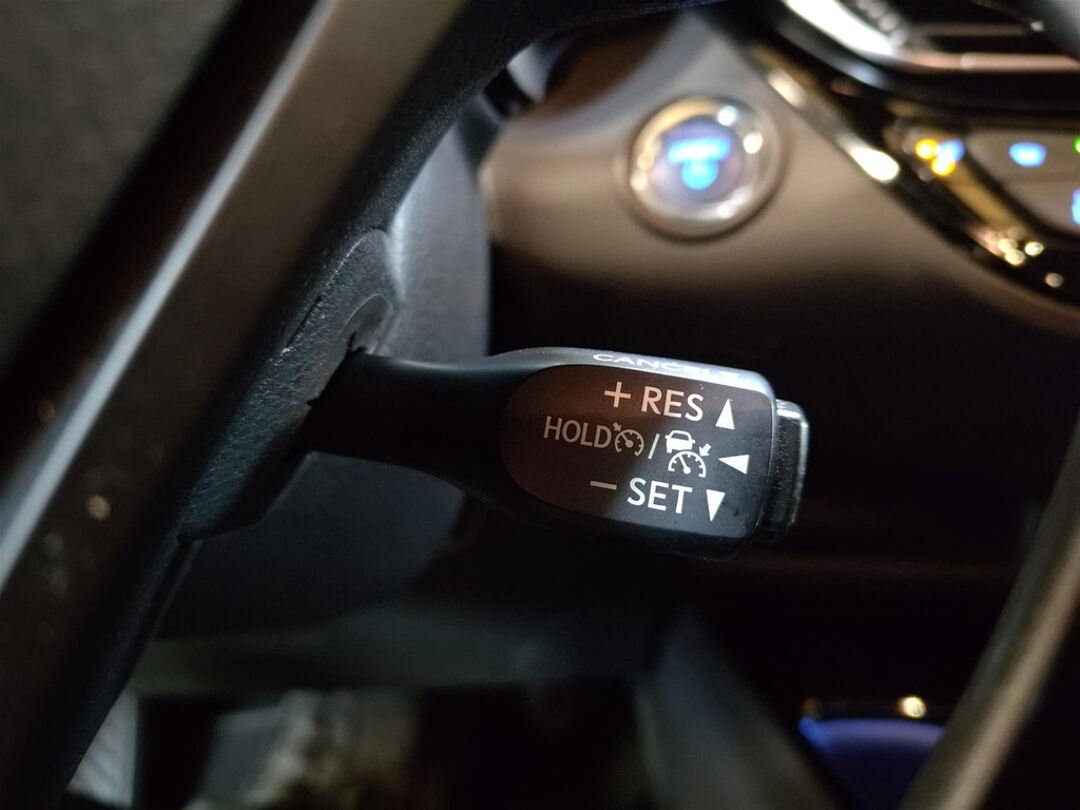 CANCEL
+ RES ▲
HOLD / ◀
− SET ▼